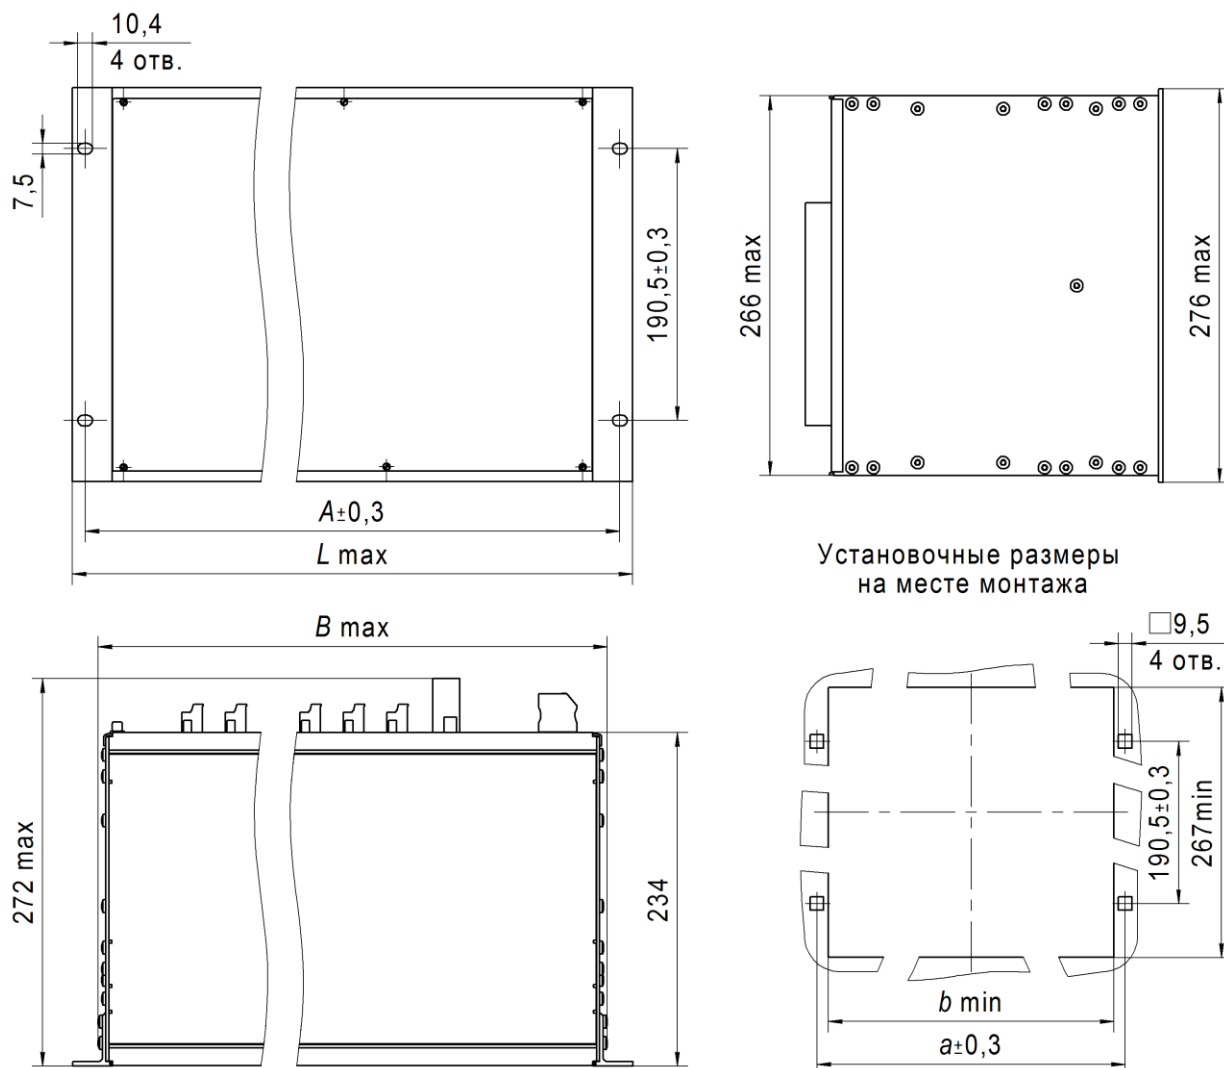 10,4
4 отв.
7,5
190,5±0,3
A±0,3
L max
266 max
276 max
Установочные размеры
на месте монтажа
B max
272 max
234
□9,5
4 отв.
190,5±0,3
267min
b min
a±0,3